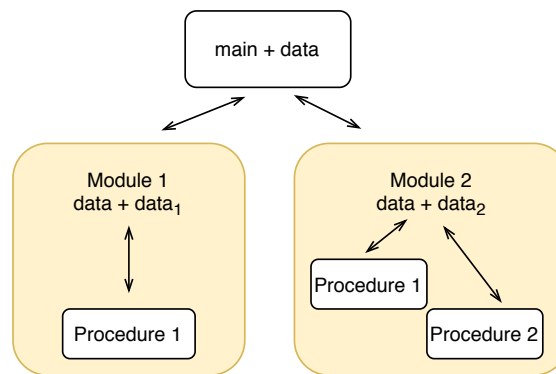 main + data
Module 1
data + data₁
Procedure 1
Module 2
data + data₂
Procedure 1
Procedure 2